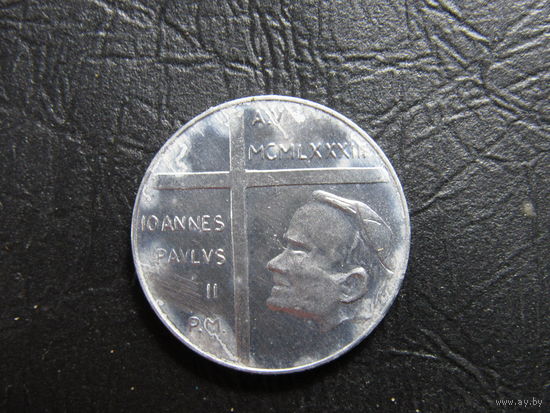 A.V
MCMLXXXII
IOANNES
PAVLVS
II
P.M.
www.ay.by